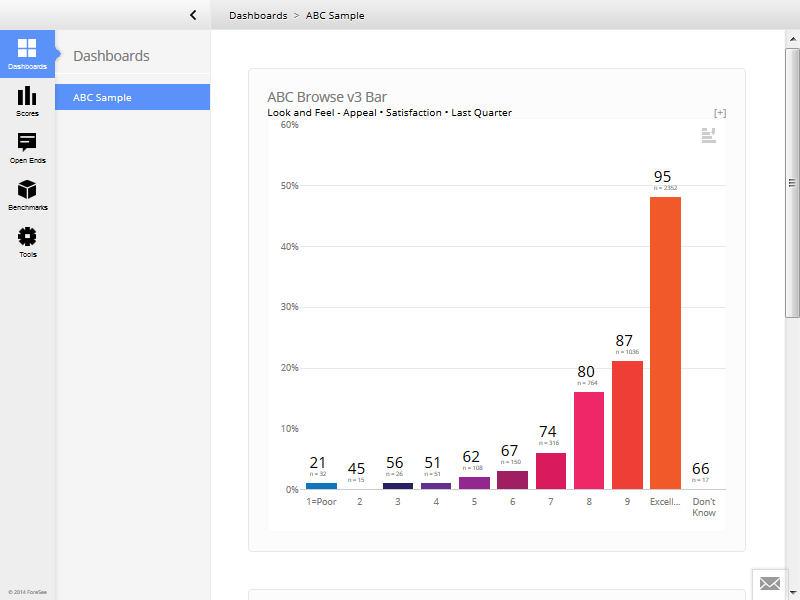 Dashboards > ABC Sample
Dashboards
Dashboards
ABC Sample
Scores
Open Ends
Benchmarks
Tools
© 2014 ForeSee
ABC Browse v3 Bar
Look and Feel - Appeal • Satisfaction • Last Quarter
[+]
60%
50%
40%
30%
20%
10%
0%
21
n = 32
45
n = 15
56
n = 26
51
n = 51
62
n = 108
67
n = 150
74
n = 316
80
n = 764
87
n = 1036
95
n = 2352
66
n = 17
1=Poor 2 3 4 5 6 7 8 9 Excell... Don't
Know